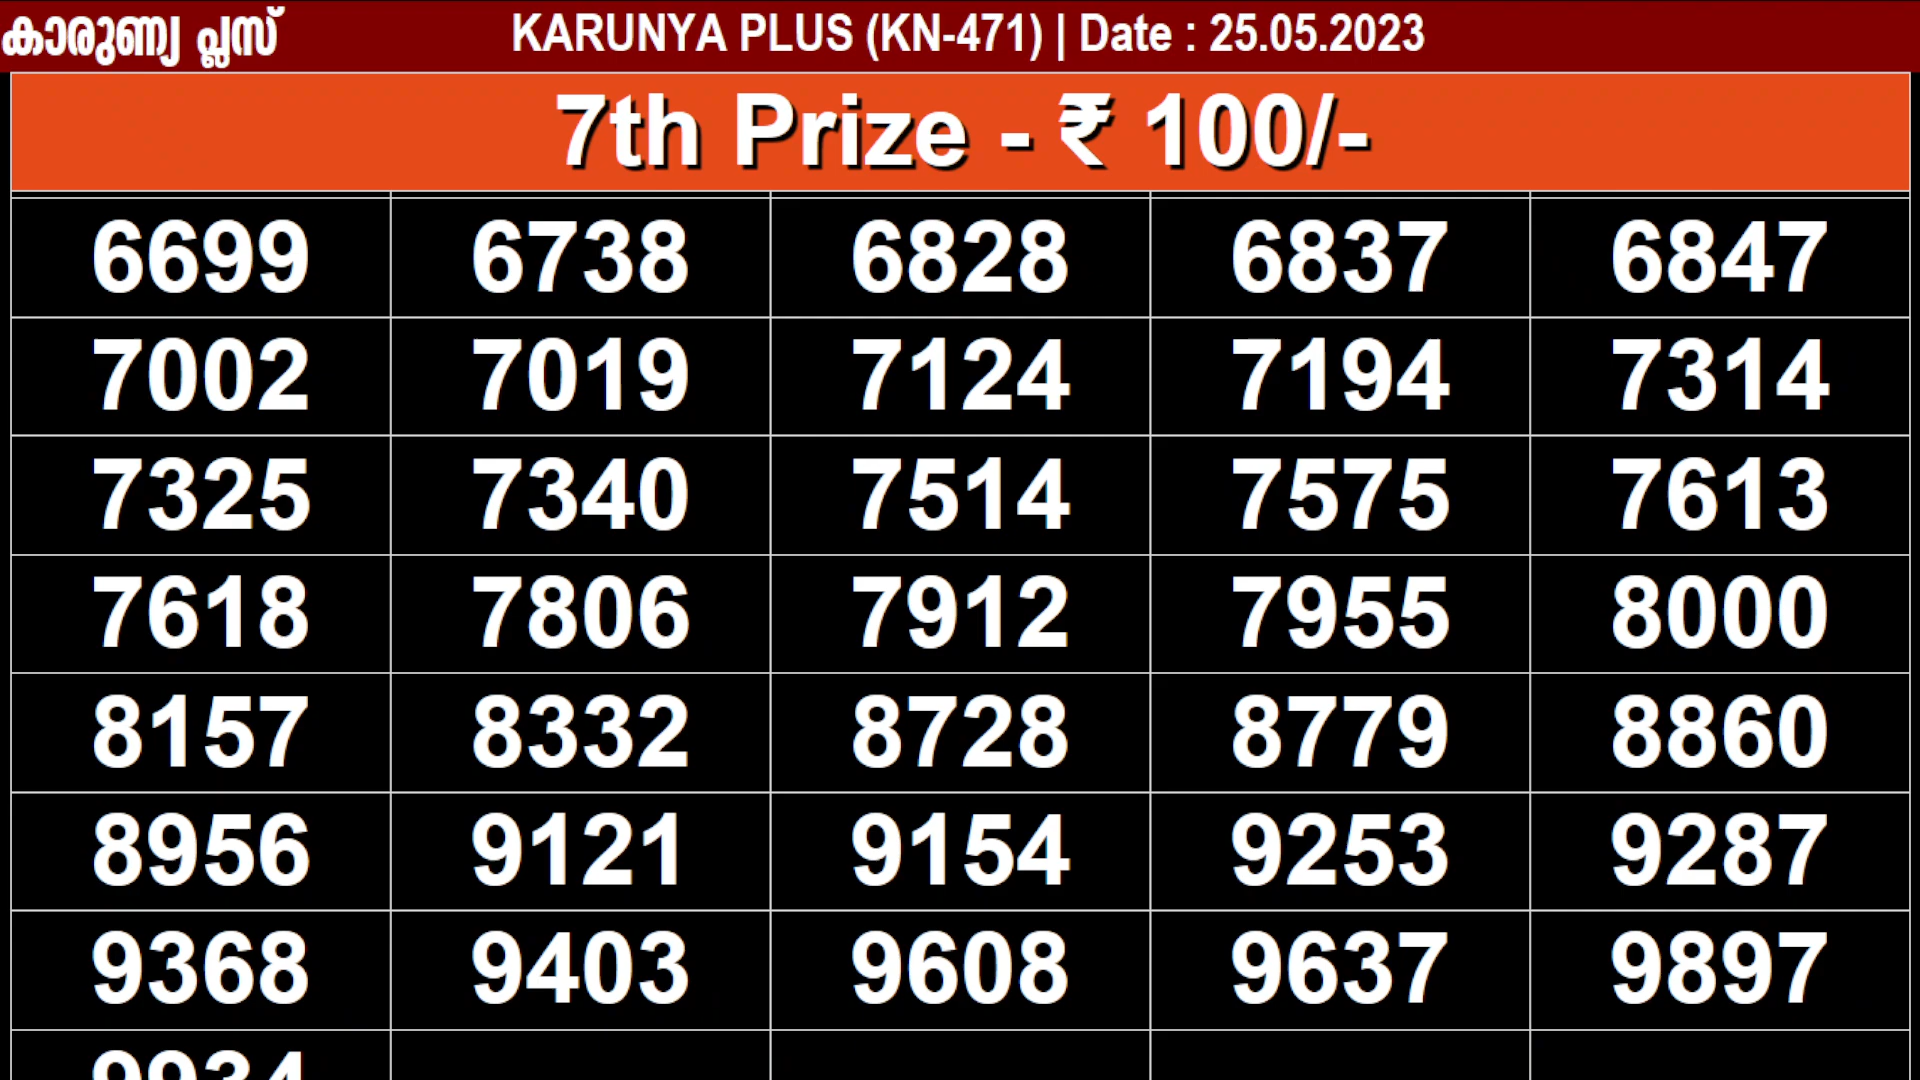 കാരുണ്യ പ്ലസ് KARUNYA PLUS (KN-471) | Date : 25.05.2023
7th Prize - ₹ 100/-
6699 6738 6828 6837 6847
7002 7019 7124 7194 7314
7325 7340 7514 7575 7613
7618 7806 7912 7955 8000
8157 8332 8728 8779 8860
8956 9121 9154 9253 9287
9368 9403 9608 9637 9897
9934